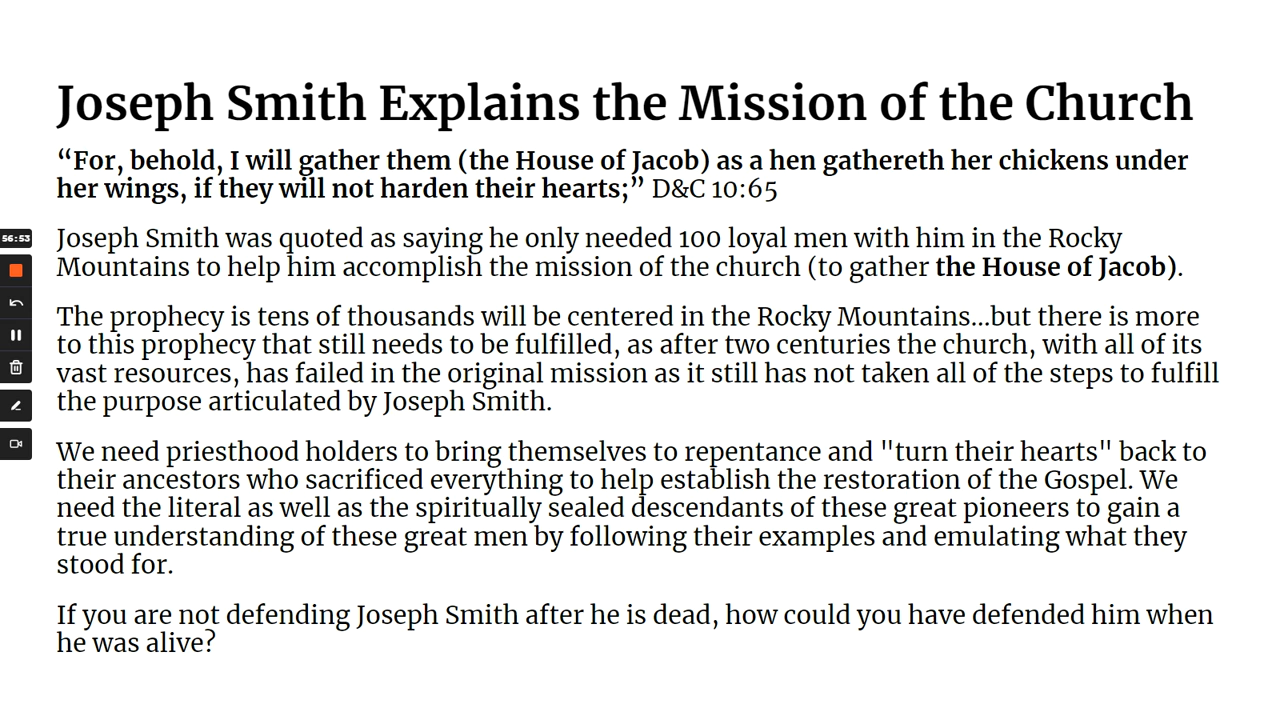 Joseph Smith Explains the Mission of the Church
“For, behold, I will gather them (the House of Jacob) as a hen gathereth her chickens under
her wings, if they will not harden their hearts;” D&C 10:65
56:53
Joseph Smith was quoted as saying he only needed 100 loyal men with him in the Rocky
Mountains to help him accomplish the mission of the church (to gather the House of Jacob).
The prophecy is tens of thousands will be centered in the Rocky Mountains...but there is more
to this prophecy that still needs to be fulfilled, as after two centuries the church, with all of its
vast resources, has failed in the original mission as it still has not taken all of the steps to fulfill
the purpose articulated by Joseph Smith.
We need priesthood holders to bring themselves to repentance and "turn their hearts" back to
their ancestors who sacrificed everything to help establish the restoration of the Gospel. We
need the literal as well as the spiritually sealed descendants of these great pioneers to gain a
true understanding of these great men by following their examples and emulating what they
stood for.
If you are not defending Joseph Smith after he is dead, how could you have defended him when
he was alive?